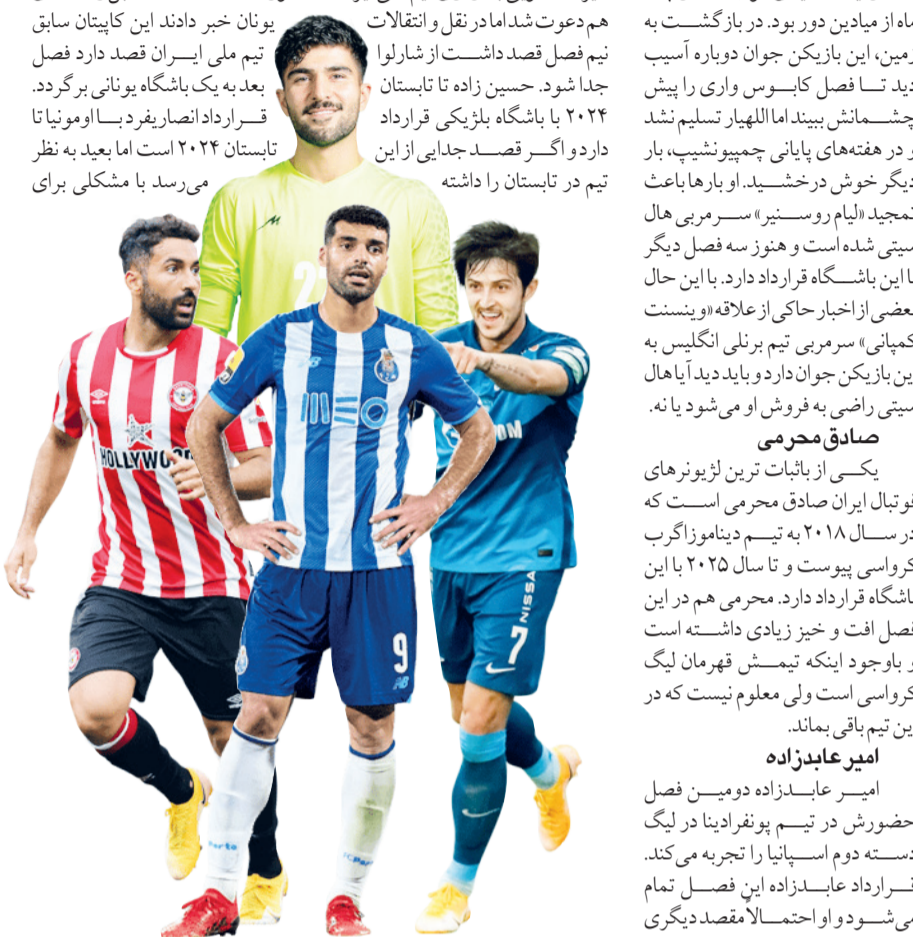 ماه از میادین دور بود. در بازگشت به
زمین، این بازیکن جوان دوباره آسیب
دید تا فصل کابوس واری را پیش
چشمانش ببیند اما اللهیار تسلیم نشد
و در هفته‌های پایانی چمپیونشیپ، بار
دیگر خوش درخشید. او بارها باعث
تمجید «لیام روسنیر» سرمربی هال
سیتی شده است و هنوز سه فصل دیگر
با این باشگاه قرارداد دارد. با این حال
بعضی از اخبار حاکی از علاقه «وینسنت
کمپانی» سرمربی تیم برنلی انگلیس به
این بازیکن جوان دارد و باید دید آیا هال
سیتی راضی به فروش او می‌شود یا نه.
صادق محرمی
یکی از باثبات ترین لژیونرهای
فوتبال ایران صادق محرمی است که
در سال ۲۰۱۸ به تیم دیناموزاگرب
کرواسی پیوست و تا سال ۲۰۲۵ با این
باشگاه قرارداد دارد. محرمی هم در این
فصل افت و خیز زیادی داشته است
و باوجود اینکه تیمش قهرمان لیگ
کرواسی است ولی معلوم نیست که در
این تیم باقی بماند.
امیر عابدزاده
امیر عابدزاده دومین فصل
حضورش در تیم پونفرادینا در لیگ
دسته دوم اسپانیا را تجربه می‌کند.
قرارداد عابدزاده این فصل تمام
می‌شود و او احتمالاً مقصد دیگری
هم دعوت شد اما در نقل و انتقالات
نیم فصل قصد داشت از شارلوا
جدا شود. حسین زاده تا تابستان
۲۰۲۴ با باشگاه بلژیکی قرارداد
دارد و اگر قصد جدایی از این
تیم در تابستان را داشته
یونان خبر دادند این کاپیتان سابق
تیم ملی ایران قصد دارد فصل
بعد به یک باشگاه یونانی برگردد.
قرارداد انصاریفرد با اومونیا تا
تابستان ۲۰۲۴ است اما بعید به نظر
می‌رسد با مشکلی برای
HOLLYWOOD
MEO
9
NB
7
NISSA
OM
Porto